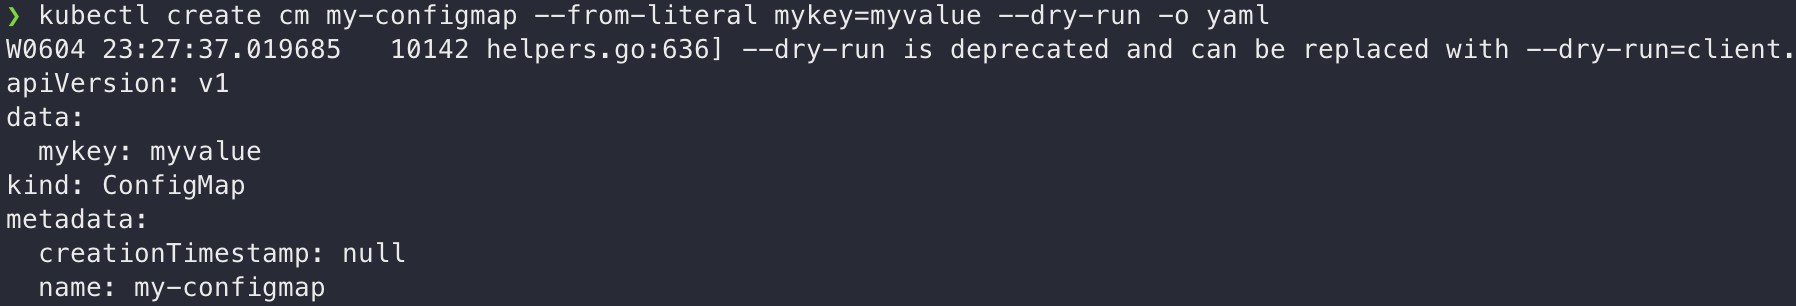 ❯ kubectl create cm my-configmap --from-literal mykey=myvalue --dry-run -o yaml
W0604 23:27:37.019685   10142 helpers.go:636] --dry-run is deprecated and can be replaced with --dry-run=client.
apiVersion: v1
data:
  mykey: myvalue
kind: ConfigMap
metadata:
  creationTimestamp: null
  name: my-configmap